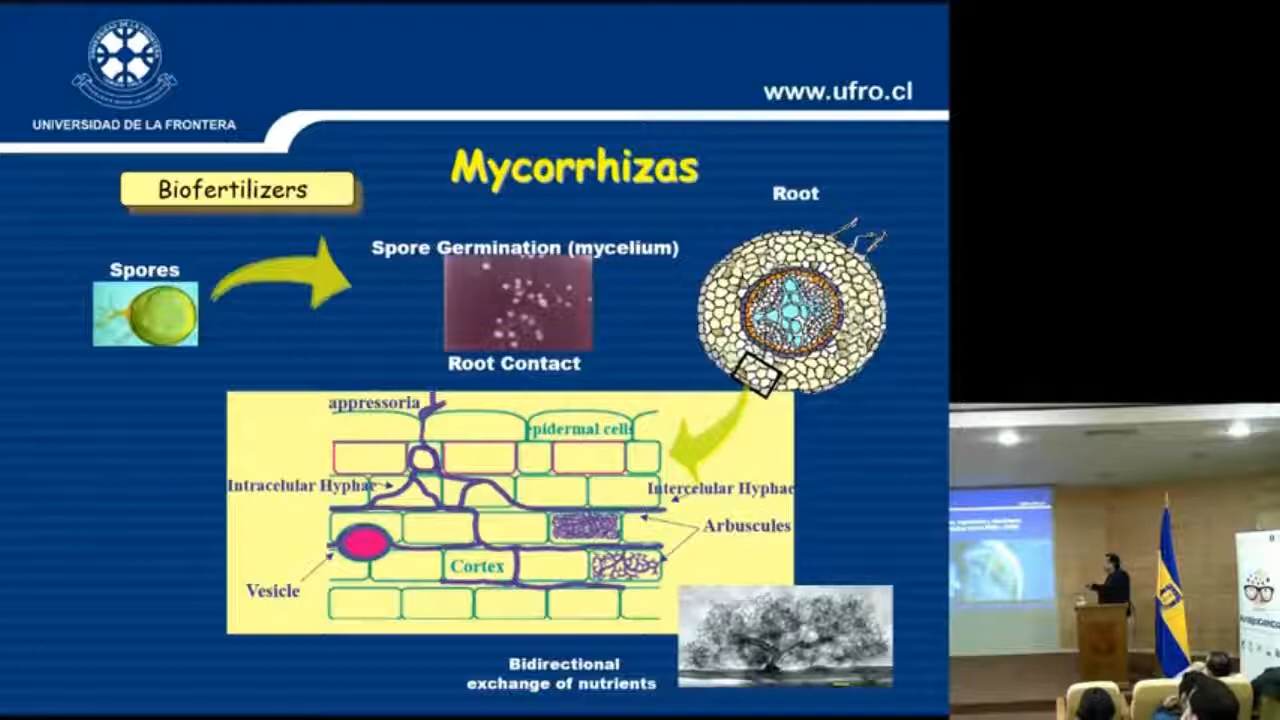 www.ufro.cl
UNIVERSIDAD DE LA FRONTERA
Mycorrhizas
Biofertilizers
Root
Spore Germination (mycelium)
Spores
Root Contact
appressoria
epidermal cells
Intracelular Hyphae
Intercelular Hyphae
Arbuscules
Cortex
Vesicle
Bidirectional
exchange of nutrients